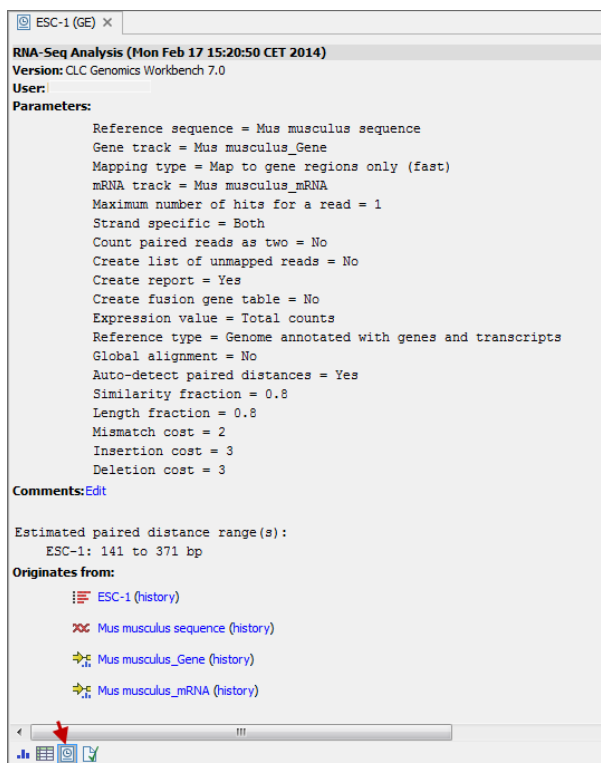 ESC-1 (GE)
RNA-Seq Analysis (Mon Feb 17 15:20:50 CET 2014)
Version: CLC Genomics Workbench 7.0
User:
Parameters:
Reference sequence = Mus musculus sequence
Gene track = Mus musculus_Gene
Mapping type = Map to gene regions only (fast)
mRNA track = Mus musculus_mRNA
Maximum number of hits for a read = 1
Strand specific = Both
Count paired reads as two = No
Create list of unmapped reads = No
Create report = Yes
Create fusion gene table = No
Expression value = Total counts
Reference type = Genome annotated with genes and transcripts
Global alignment = No
Auto-detect paired distances = Yes
Similarity fraction = 0.8
Length fraction = 0.8
Mismatch cost = 2
Insertion cost = 3
Deletion cost = 3
Comments: Edit
Estimated paired distance range(s):
ESC-1: 141 to 371 bp
Originates from:
ESC-1 (history)
Mus musculus sequence (history)
Mus musculus_Gene (history)
Mus musculus_mRNA (history)